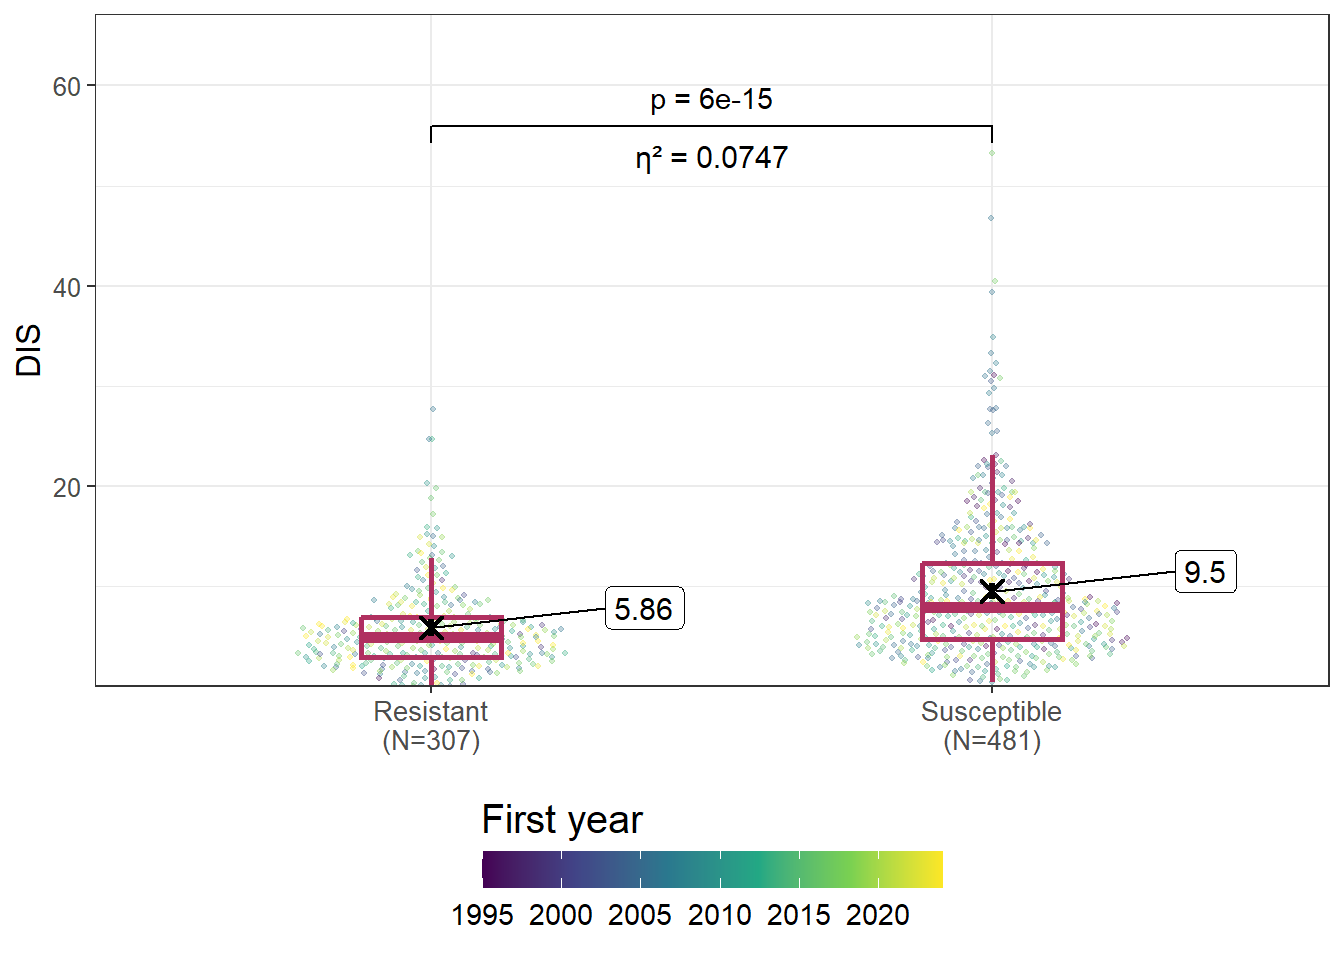 60
p = 6e-15
η² = 0.0747
40
DIS
20
9.5
5.86
Resistant
(N=307)
Susceptible
(N=481)
First year
1995 2000 2005 2010 2015 2020